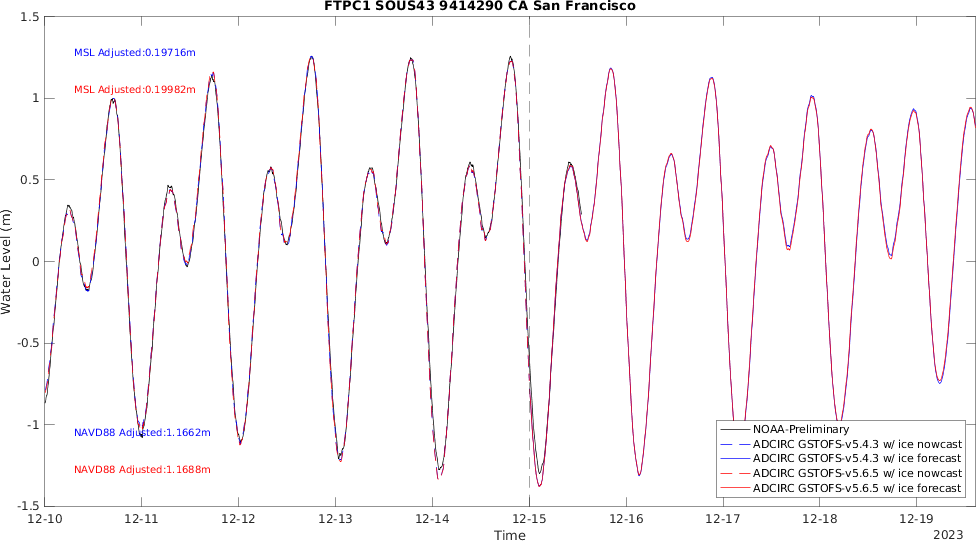 FTPC1 SOUS43 9414290 CA San Francisco
1.5
MSL Adjusted:0.19716m
MSL Adjusted:0.19982m
1
0.5
0
Water Level (m)
-0.5
-1
NAVD88 Adjusted:1.1662m
NAVD88 Adjusted:1.1688m
NOAA-Preliminary
ADCIRC GSTOFS-v5.4.3 w/ ice nowcast
ADCIRC GSTOFS-v5.4.3 w/ ice forecast
ADCIRC GSTOFS-v5.6.5 w/ ice nowcast
ADCIRC GSTOFS-v5.6.5 w/ ice forecast
-1.5
12-10 12-11 12-12 12-13 12-14 12-15 12-16 12-17 12-18 12-19
Time
2023